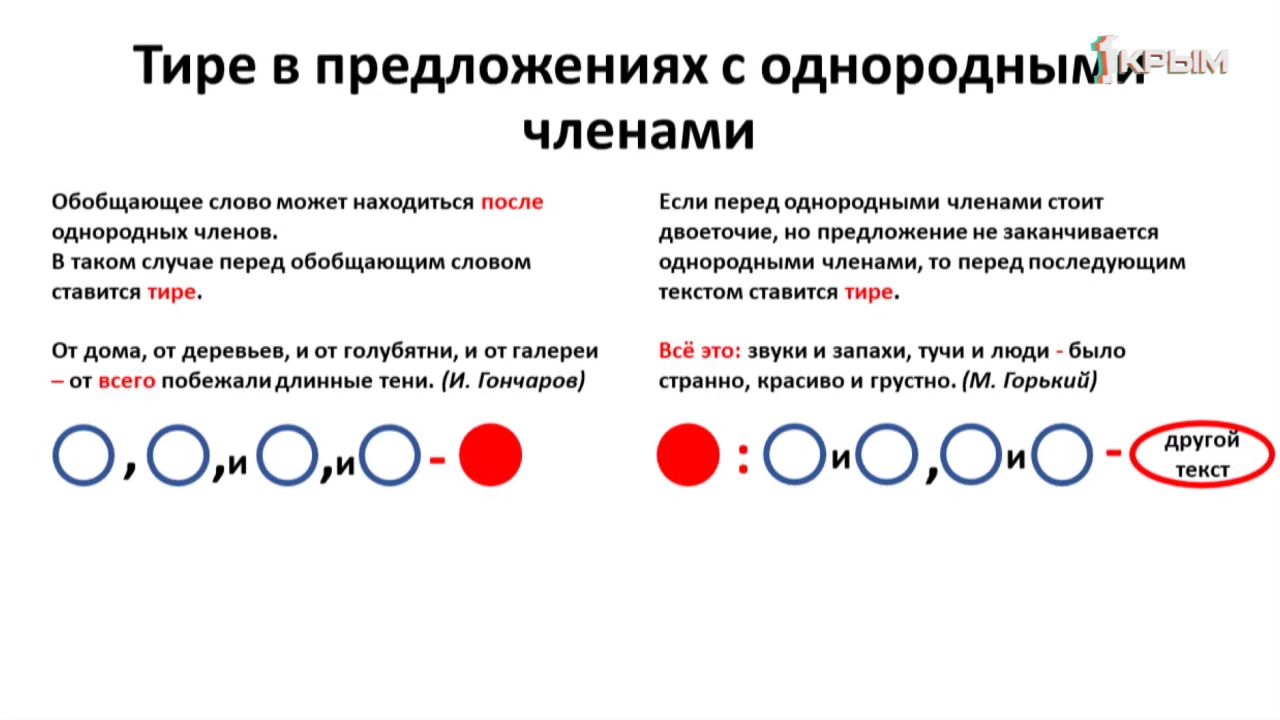 Тире в предложениях с однородными
членами
1 КРЫМ
Обобщающее слово может находиться после
однородных членов.
В таком случае перед обобщающим словом
ставится тире.
От дома, от деревьев, и от голубятни, и от галереи
– от всего побежали длинные тени. (И. Гончаров)
, ,и ,и -
Если перед однородными членами стоит
двоеточие, но предложение не заканчивается
однородными членами, то перед последующим
текстом ставится тире.
Всё это: звуки и запахи, тучи и люди - было
странно, красиво и грустно. (М. Горький)
: и , и -
другой
текст